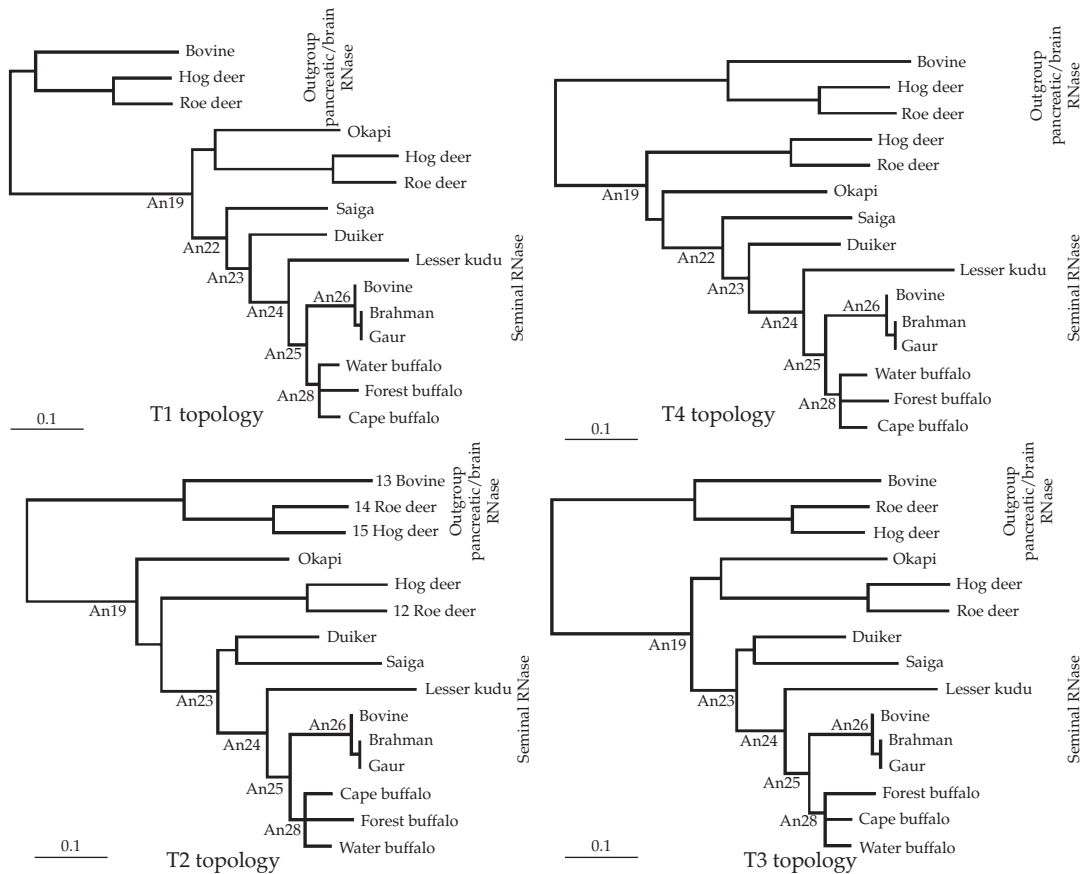 Bovine
Hog deer
Roe deer
Outgroup
pancreatic/brain
RNase
Okapi
Hog deer
Roe deer
An19
Saiga
An22
Duiker
An23
Lesser kudu
An24
An26
Bovine
Brahman
Gaur
An25
Water buffalo
An28
Forest buffalo
Cape buffalo
Seminal RNase
0.1
T1 topology
Bovine
Hog deer
Roe deer
Outgroup
pancreatic/brain
RNase
Hog deer
Roe deer
An19
Okapi
Saiga
An22
Duiker
An23
Lesser kudu
An24
An26
Bovine
Brahman
Gaur
An25
Water buffalo
An28
Forest buffalo
Cape buffalo
Seminal RNase
0.1
T4 topology
13 Bovine
14 Roe deer
15 Hog deer
Outgroup
pancreatic/brain
RNase
Okapi
An19
Hog deer
12 Roe deer
Duiker
Saiga
An23
Lesser kudu
An24
An26
Bovine
Brahman
Gaur
An25
Cape buffalo
An28
Forest buffalo
Water buffalo
Seminal RNase
0.1
T2 topology
Bovine
Roe deer
Hog deer
Outgroup
pancreatic/brain
RNase
Okapi
Hog deer
Roe deer
An19
Duiker
Saiga
An23
Lesser kudu
An24
An26
Bovine
Brahman
Gaur
An25
Forest buffalo
An28
Cape buffalo
Water buffalo
Seminal RNase
0.1
T3 topology